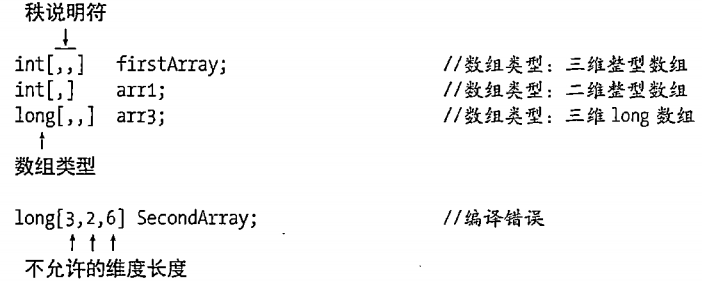 秩说明符
int[,,] firstArray; //数组类型：三维整型数组
int[,] arr1; //数组类型：二维整型数组
long[,,] arr3; //数组类型：三维 long 数组
数组类型
long[3,2,6] SecondArray; //编译错误
不允许的维度长度